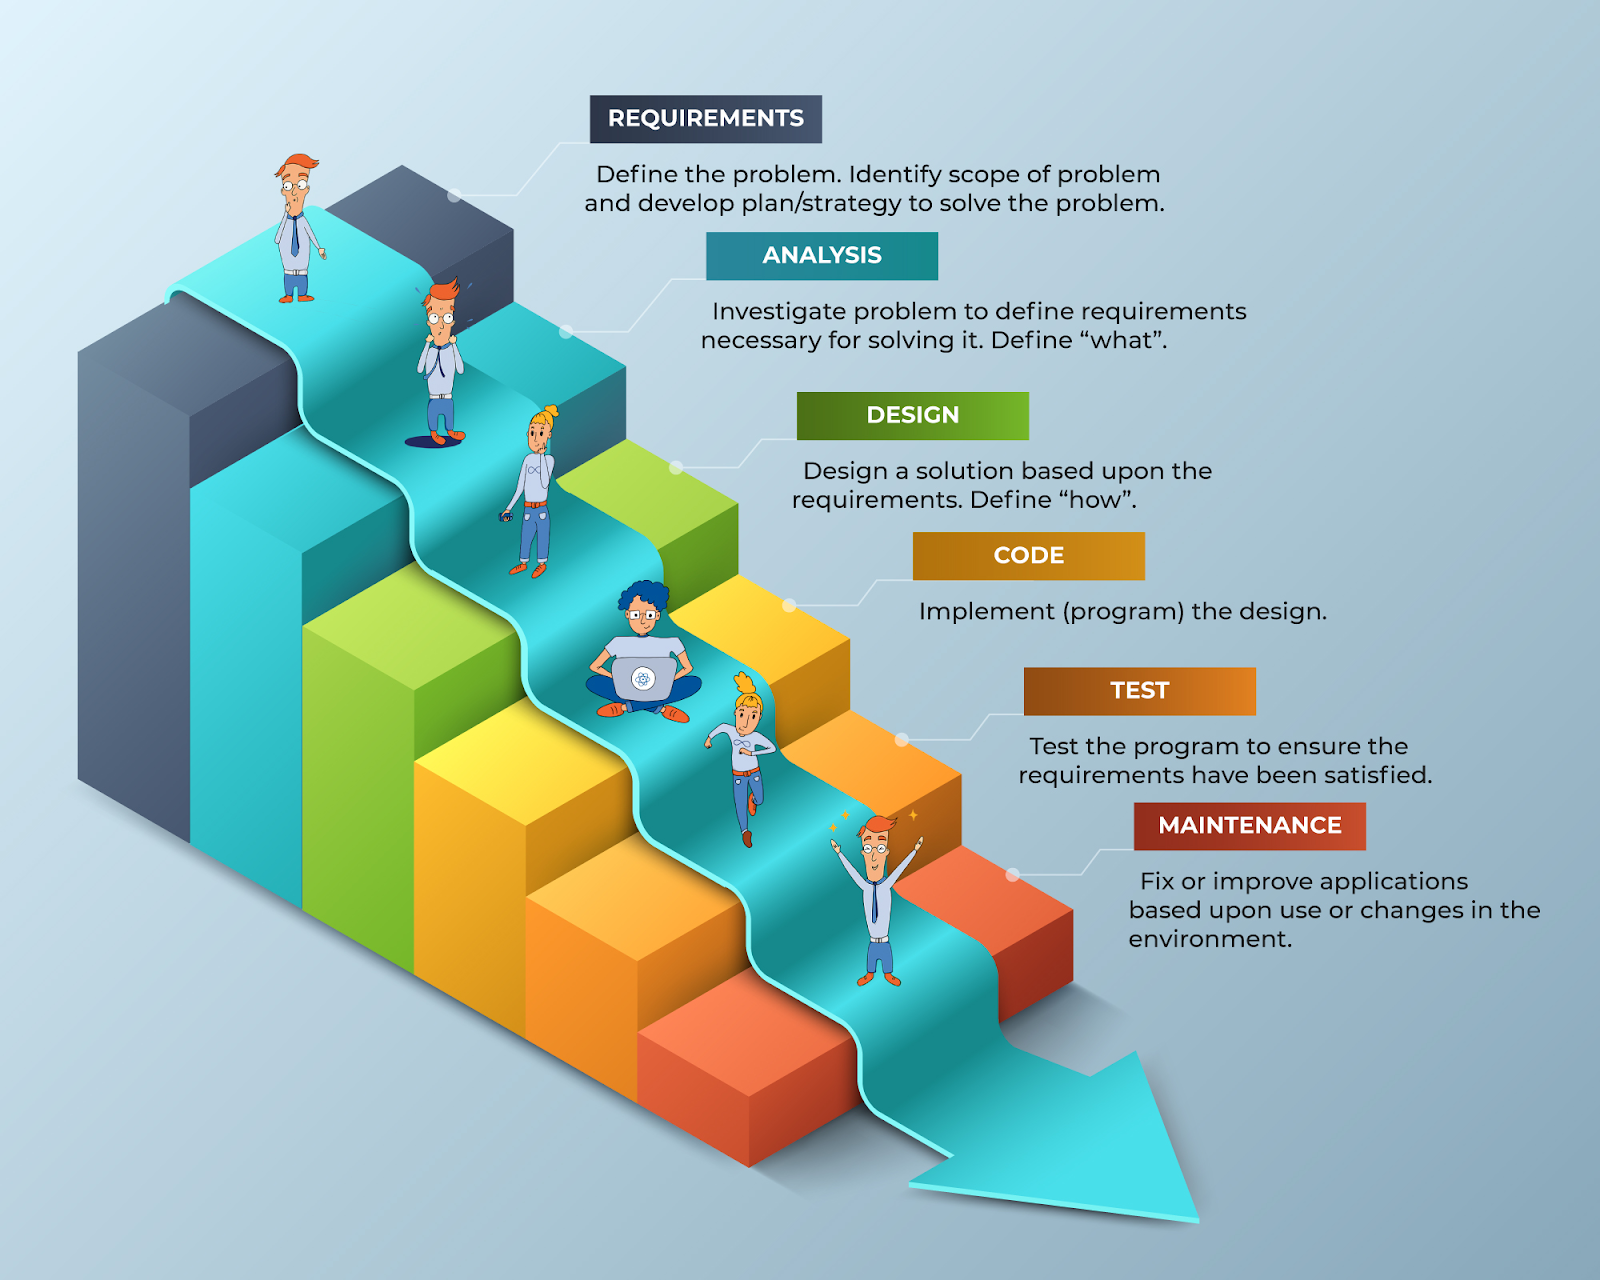 REQUIREMENTS
Define the problem. Identify scope of problem
and develop plan/strategy to solve the problem.
ANALYSIS
Investigate problem to define requirements
necessary for solving it. Define “what”.
DESIGN
Design a solution based upon the
requirements. Define “how”.
CODE
Implement (program) the design.
TEST
Test the program to ensure the
requirements have been satisfied.
MAINTENANCE
Fix or improve applications
based upon use or changes in the
environment.